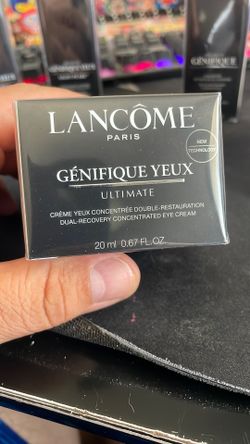 LANCÔME
PARIS
NEW
TECHNOLOGY
GÉNIFIQUE YEUX
ULTIMATE
CRÈME YEUX CONCENTRÉE DOUBLE-RESTAURATION
DUAL-RECOVERY CONCENTRATED EYE CREAM
20 ml 0.67 FL.OZ.
GÉNIFIQUE